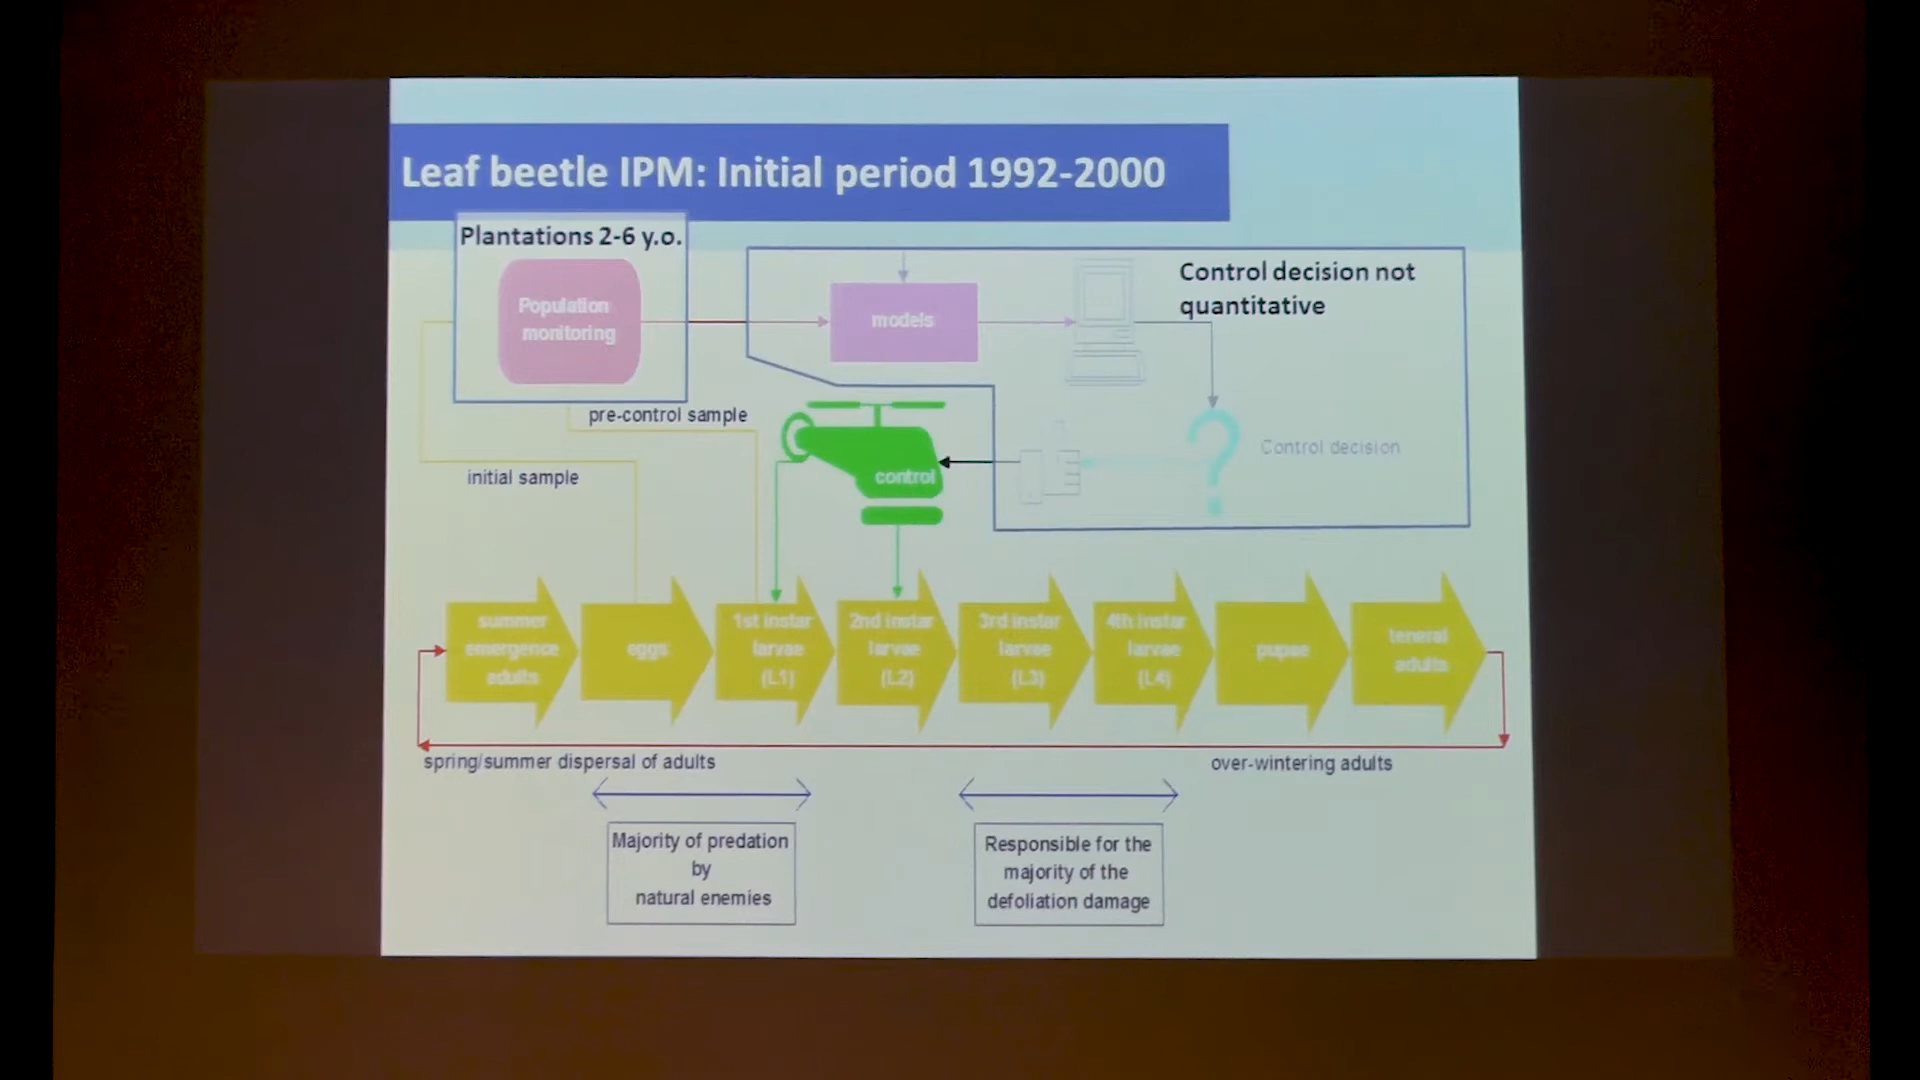 Leaf beetle IPM: Initial period 1992-2000
Plantations 2-6 y.o.
Population
monitoring
models
Control decision not
quantitative
pre-control sample
Control decision
control
initial sample
summer
emergence
adults
eggs
1st instar
larvae
(L1)
2nd instar
larvae
(L2)
3rd instar
larvae
(L3)
4th instar
larvae
(L4)
pupae
teneral
adults
spring/summer dispersal of adults
over-wintering adults
Majority of predation
by
natural enemies
Responsible for the
majority of the
defoliation damage